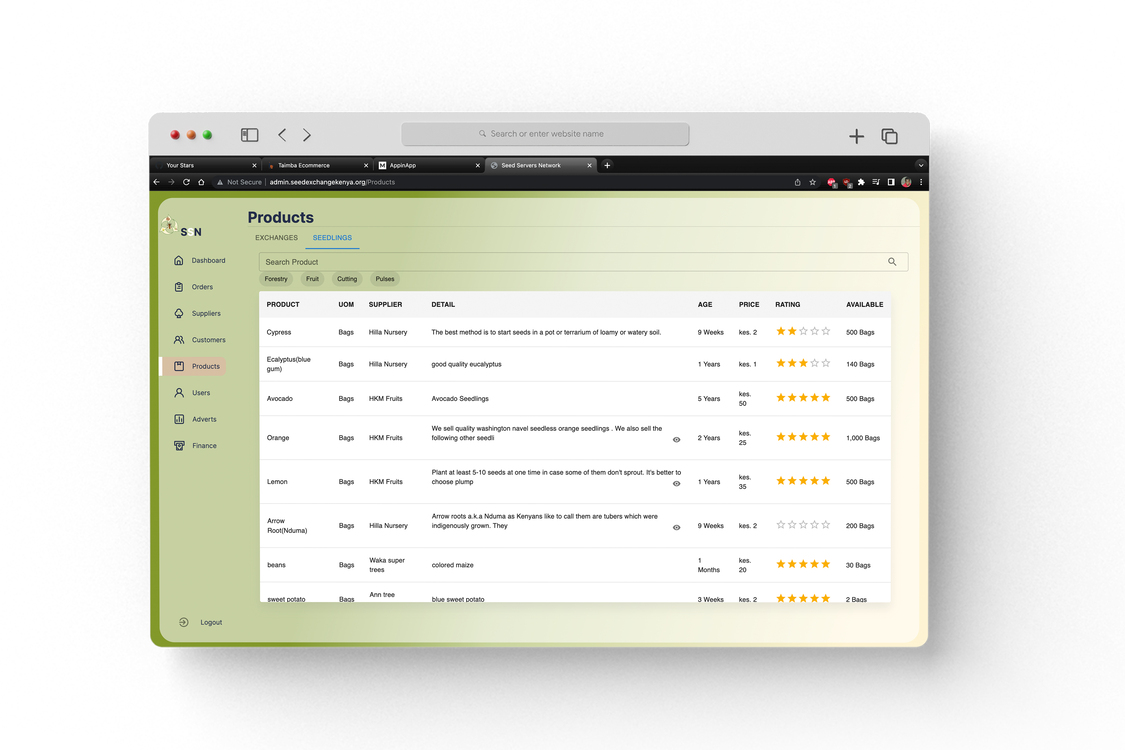 Search or enter website name
Your Stars
Taimba Ecommerce
M AppinApp
Seed Servers Network
Not Secure | admin.seedexchangekenya.org/Products
SSN
Products
EXCHANGES SEEDLINGS
Search Product
Forestry Fruit Cutting Pulses
Dashboard
Orders
Suppliers
Customers
Products
Users
Adverts
Finance
Logout
PRODUCT UOM SUPPLIER DETAIL AGE PRICE RATING AVAILABLE
Cypress Bags Hilla Nursery The best method is to start seeds in a pot or terrarium of loamy or watery soil. 9 Weeks kes. 2 500 Bags
Ecalyptus(blue
gum) Bags Hilla Nursery good quality eucalyptus 1 Years kes. 1 140 Bags
Avocado Bags HKM Fruits Avocado Seedlings 5 Years kes.
50 500 Bags
Orange Bags HKM Fruits We sell quality washington navel seedless orange seedlings . We also sell the
following other seedli 2 Years kes.
25 1,000 Bags
Lemon Bags HKM Fruits Plant at least 5-10 seeds at one time in case some of them don't sprout. It's better to
choose plump 1 Years kes.
35 500 Bags
Arrow
Root(Nduma) Bags Hilla Nursery Arrow roots a.k.a Nduma as Kenyans like to call them are tubers which were
indigenously grown. They 9 Weeks kes. 2 200 Bags
beans Bags Waka super
trees colored maize 1
Months kes.
20 30 Bags
sweet potato Bags Ann tree blue sweet potato 3 Weeks kes. 2 2 Bags